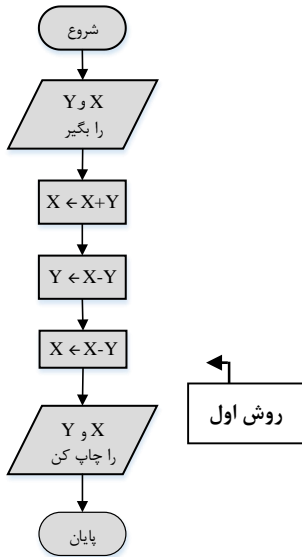 شروع
X و Y
را بگیر
X ← X+Y
Y ← X-Y
X ← X-Y
X و Y
را چاپ کن
پایان
روش اول